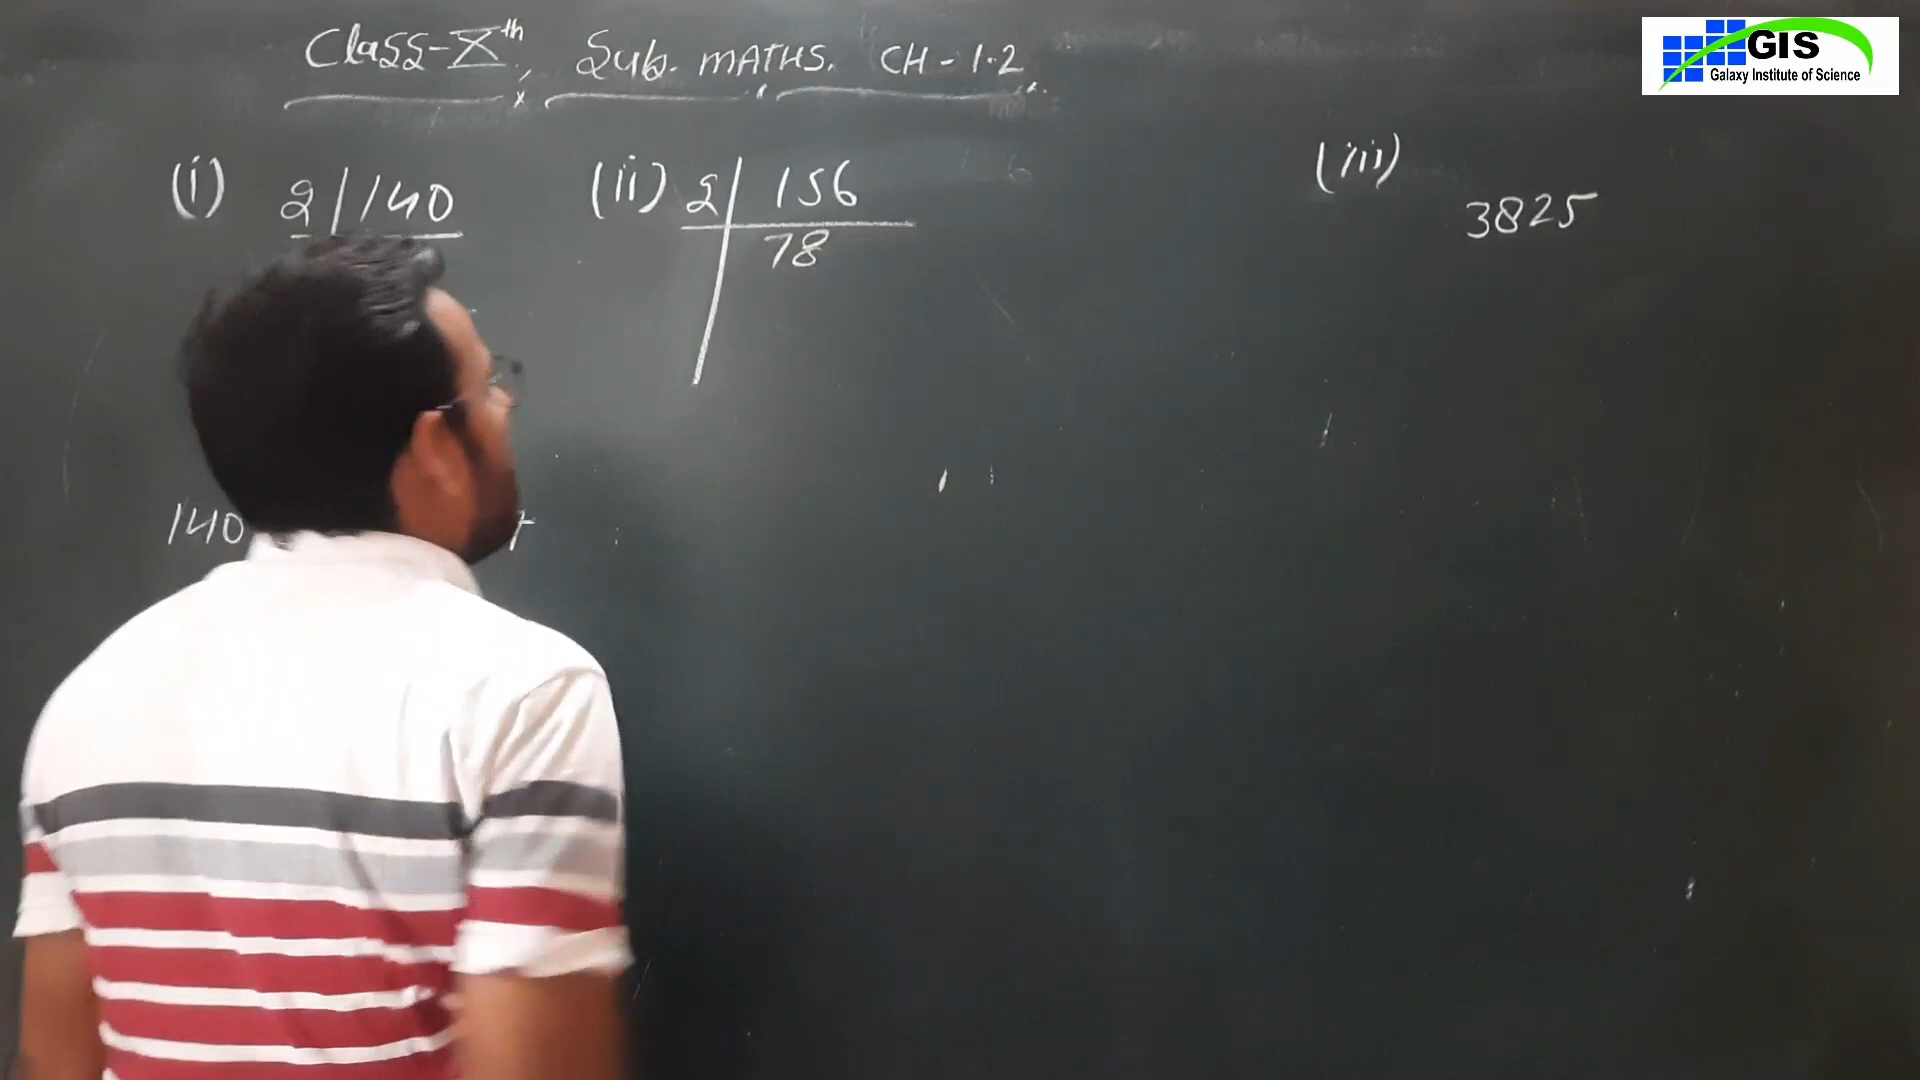 Class-Xth, Sub. MATHS, CH-1.2
GIS
Galaxy Institute of Science
(i) 2 | 140
(ii) 2 | 156
78
(iii)
3825
140